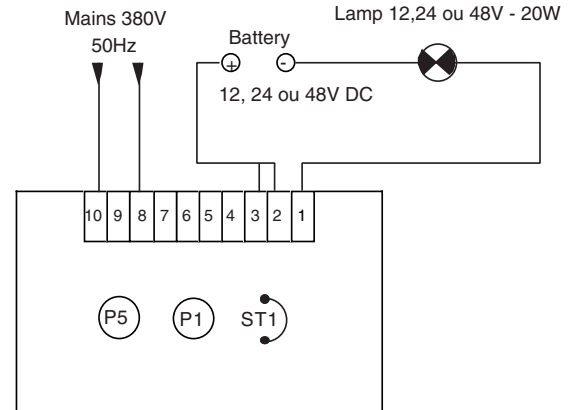 Lamp 12,24 ou 48V - 20W
Mains 380V
50Hz
Battery
+ -
12, 24 ou 48V DC
10 9 8 7 6 5 4 3 2 1
P5 P1 ST1